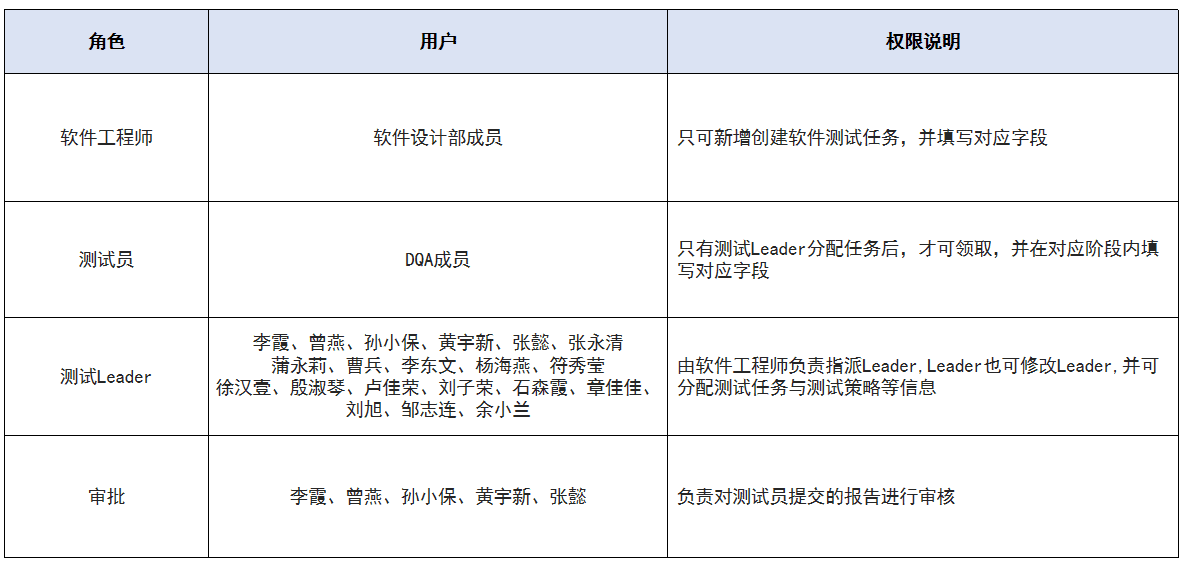 角色
用户
权限说明
软件工程师
软件设计部成员
只可新增创建软件测试任务，并填写对应字段
测试员
DQA成员
只有测试Leader分配任务后，才可领取，并在对应阶段内填
写对应字段
测试Leader
李霞、曾燕、孙小保、黄宇新、张懿、张永清
蒲永莉、曹兵、李东文、杨海燕、符秀莹
徐汉壹、殷淑琴、卢佳荣、刘子荣、石森霞、章佳佳、
刘旭、邹志连、余小兰
由软件工程师负责指派Leader,Leader也可修改Leader,并可
分配测试任务与测试策略等信息
审批
李霞、曾燕、孙小保、黄宇新、张懿
负责对测试员提交的报告进行审核